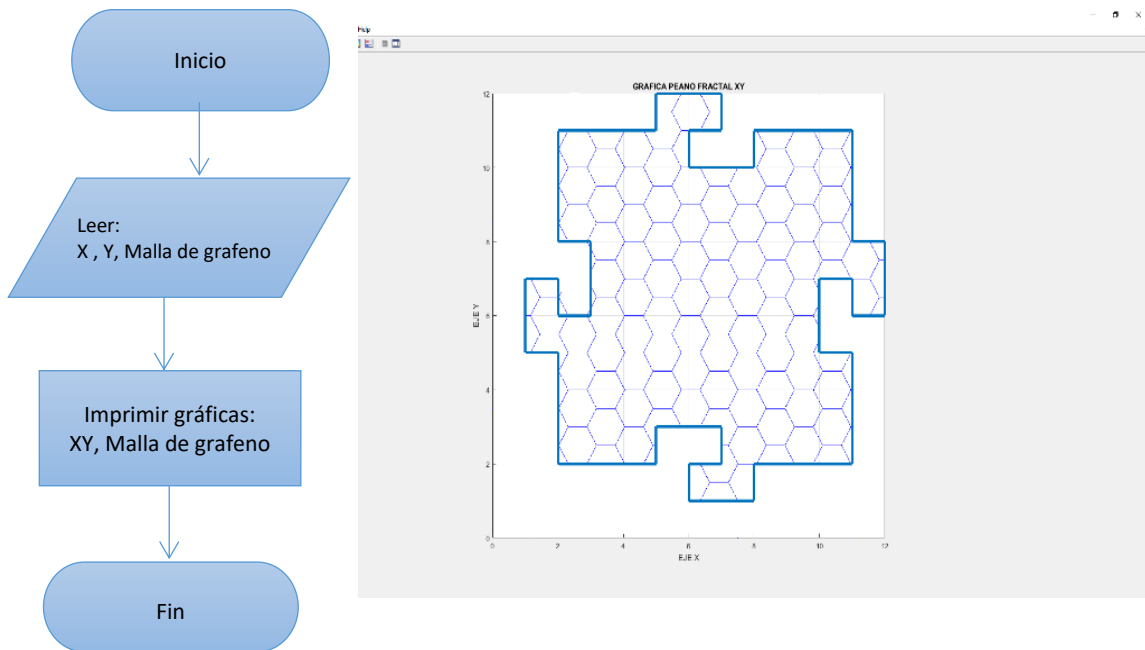 Inicio
Leer:
X , Y, Malla de grafeno
Imprimir gráficas:
XY, Malla de grafeno
Fin
Help
GRAFICA PEANO FRACTAL XY
12
10
8
6
4
2
0
EJE Y
0 2 4 6 8 10 12
EJE X